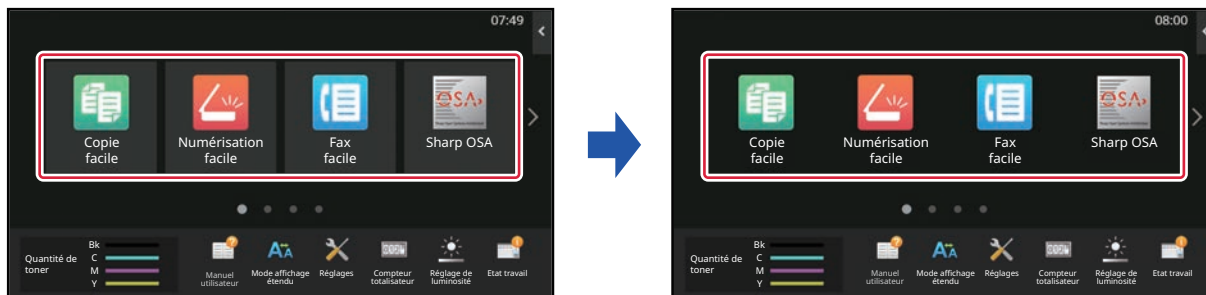 07:49
Copie
facile
Numérisation
facile
Fax
facile
OSA
Sharp OSA
Quantité de
toner
Bk
C
M
Y
Manuel
utilisateur
Mode affichage
étendu
Réglages
Compteur
totalisateur
Réglage de
luminosité
Etat travail
08:00
Copie
facile
Numérisation
facile
Fax
facile
OSA
Sharp OSA
Quantité de
toner
Bk
C
M
Y
Manuel
utilisateur
Mode affichage
étendu
Réglages
Compteur
totalisateur
Réglage de
luminosité
Etat travail